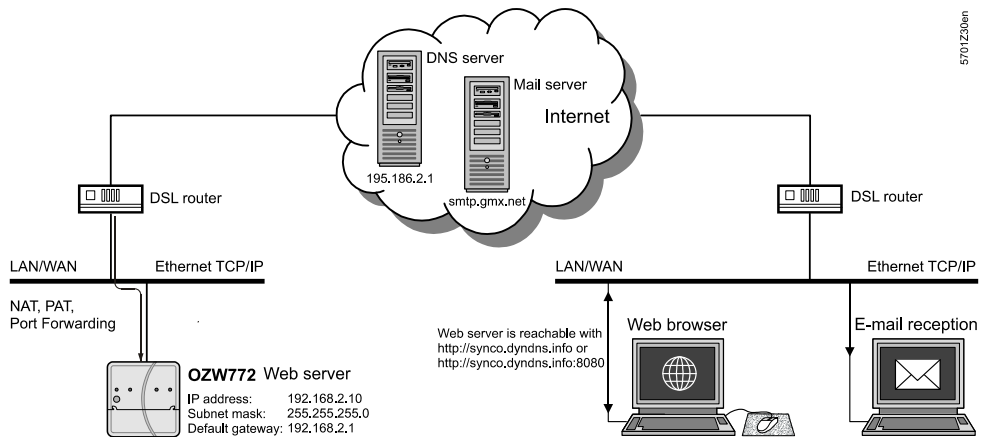 5701Z30en
DNS server
Mail server
Internet
195.186.2.1
smtp.gmx.net
DSL router
DSL router
LAN/WAN
Ethernet TCP/IP
LAN/WAN
Ethernet TCP/IP
NAT, PAT,
Port Forwarding
Web server is reachable with
http://synco.dyndns.info or
http://synco.dyndns.info:8080
Web browser
E-mail reception
OZW772 Web server
IP address: 192.168.2.10
Subnet mask: 255.255.255.0
Default gateway: 192.168.2.1